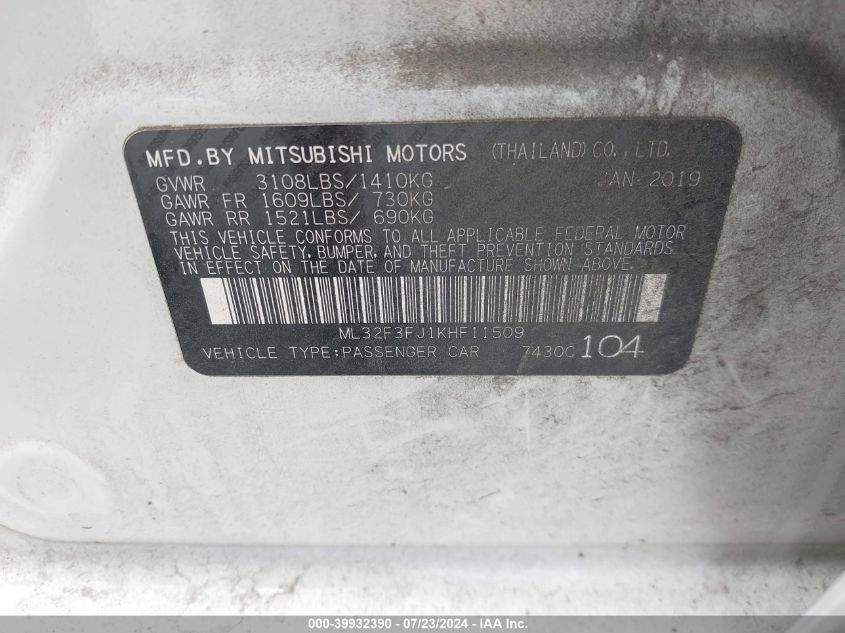 MFD.BY MITSUBISHI MOTORS (THAILAND) CO.,LTD.
GVWR 3108LBS/1410KG JAN 2019
GAWR FR 1609LBS/ 730KG
GAWR RR 1521LBS/ 690KG
THIS VEHICLE CONFORMS TO ALL APPLICABLE FEDERAL MOTOR
VEHICLE SAFETY, BUMPER, AND THEFT PREVENTION STANDARDS
IN EFFECT ON THE DATE OF MANUFACTURE SHOWN ABOVE.
ML32F3FJ1KHF11509
VEHICLE TYPE:PASSENGER CAR 7430C 104
000-39932390 / 07/23/2024 - IAA Inc.